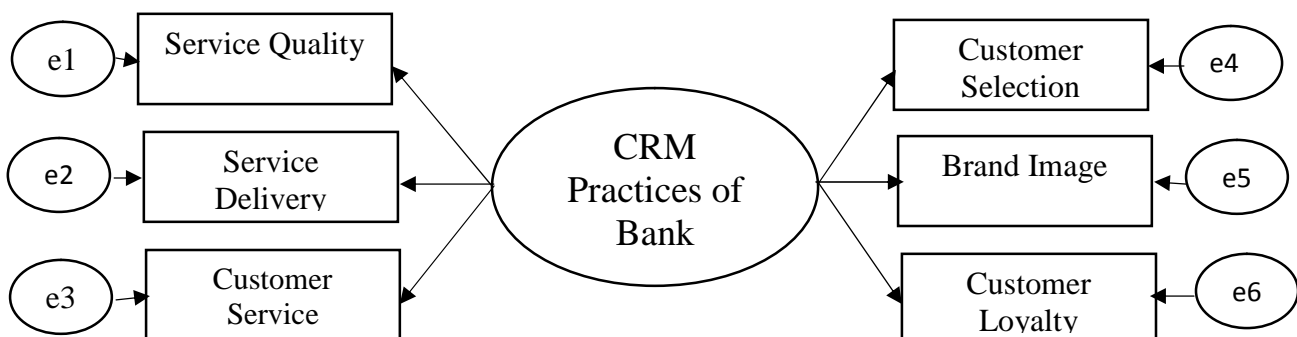 e1
Service Quality
e2
Service
Delivery
e3
Customer
Service
CRM
Practices of
Bank
Customer
Selection
e4
Brand Image
e5
Customer
Loyalty
e6